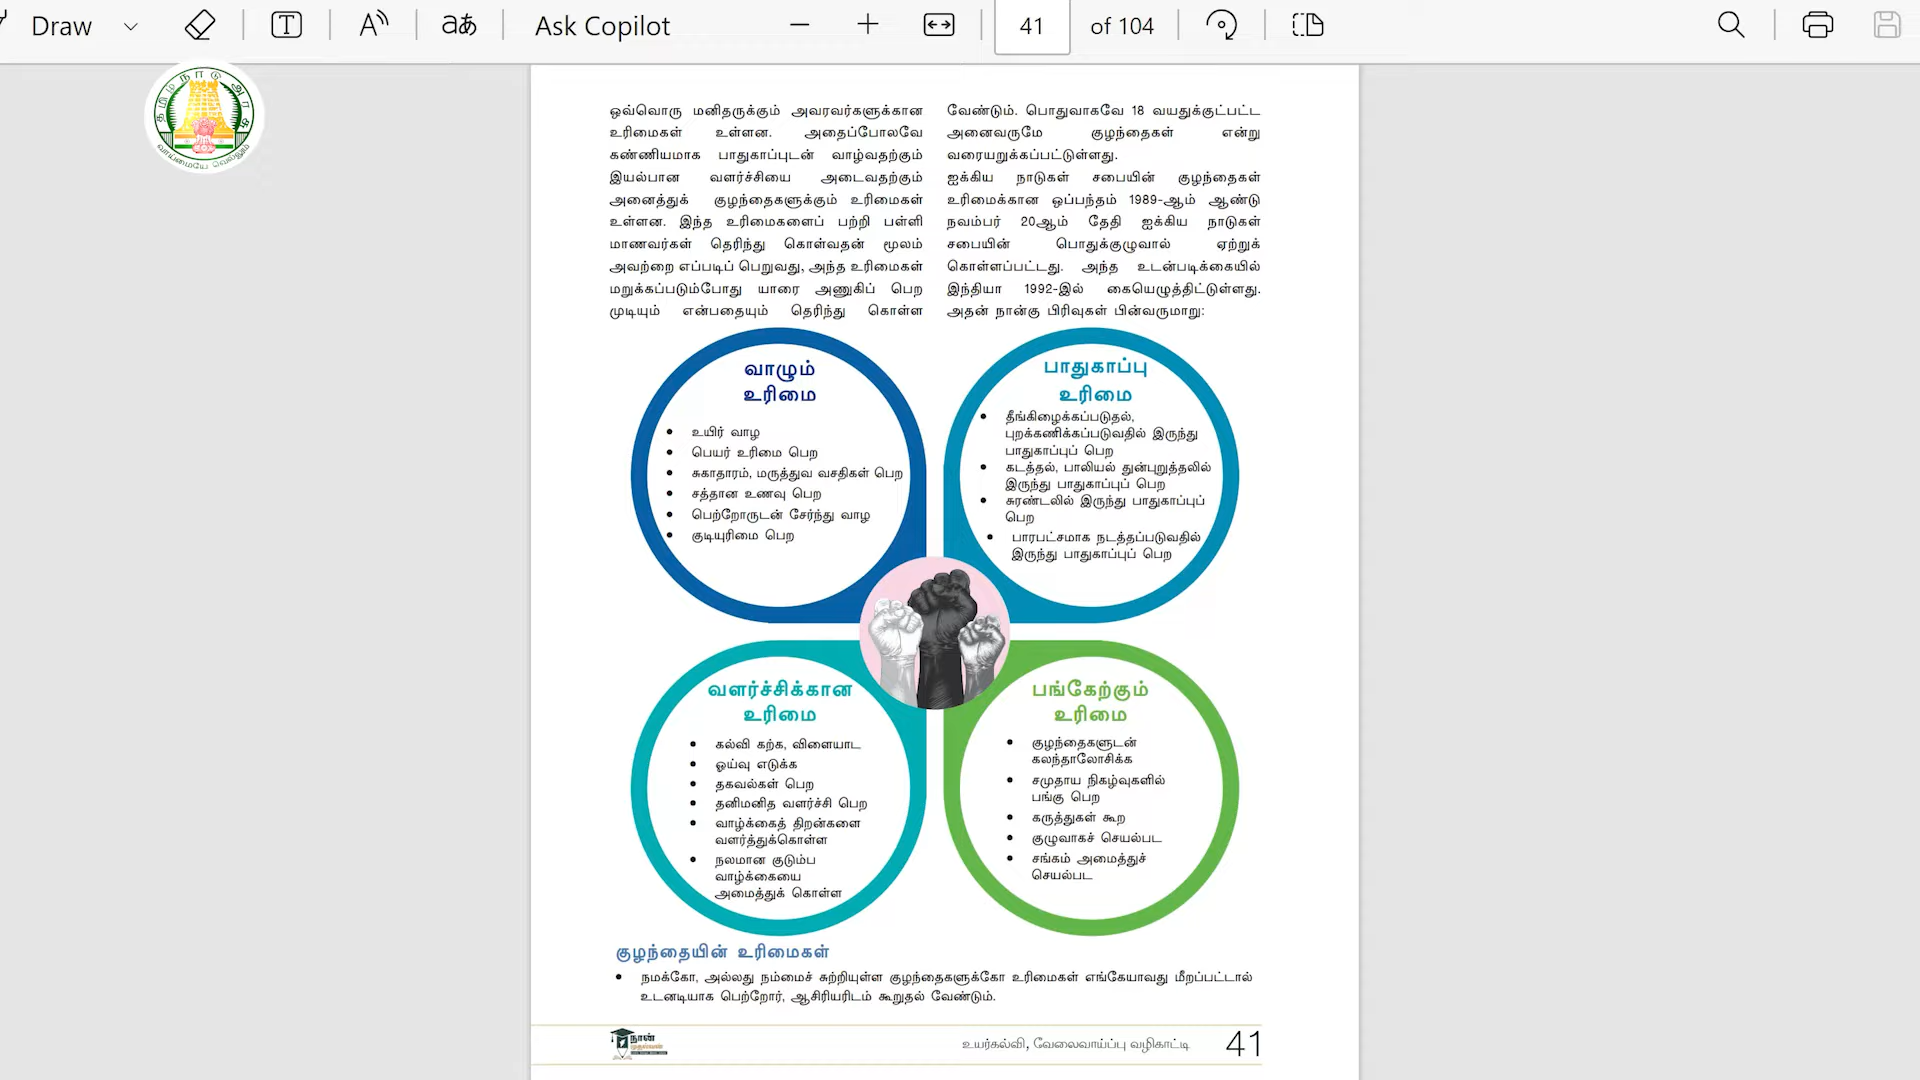 Draw
aあ
Ask Copilot
41 of 104
தமிழ்நாடு அரசு
வாய்மையே வெல்லும்
ஒவ்வொரு மனிதருக்கும் அவரவர்களுக்கான
உரிமைகள் உள்ளன. அதைப்போலவே
கண்ணியமாக பாதுகாப்புடன் வாழ்வதற்கும்
இயல்பான வளர்ச்சியை அடைவதற்கும்
அனைத்துக் குழந்தைகளுக்கும் உரிமைகள்
உள்ளன. இந்த உரிமைகளைப் பற்றி பள்ளி
மாணவர்கள் தெரிந்து கொள்வதன் மூலம்
அவற்றை எப்படிப் பெறுவது, அந்த உரிமைகள்
மறுக்கப்படும்போது யாரை அணுகிப் பெற
முடியும் என்பதையும் தெரிந்து கொள்ள
வேண்டும். பொதுவாகவே 18 வயதுக்குட்பட்ட
அனைவருமே குழந்தைகள் என்று
வரையறுக்கப்பட்டுள்ளது.
ஐக்கிய நாடுகள் சபையின் குழந்தைகள்
உரிமைக்கான ஒப்பந்தம் 1989-ஆம் ஆண்டு
நவம்பர் 20ஆம் தேதி ஐக்கிய நாடுகள்
சபையின் பொதுக்குழுவால் ஏற்றுக்
கொள்ளப்பட்டது. அந்த உடன்படிக்கையில்
இந்தியா 1992-இல் கையெழுத்திட்டுள்ளது.
அதன் நான்கு பிரிவுகள் பின்வருமாறு:
வாழும்
உரிமை
• உயிர் வாழ
• பெயர் உரிமை பெற
• சுகாதாரம், மருத்துவ வசதிகள் பெற
• சத்தான உணவு பெற
• பெற்றோருடன் சேர்ந்து வாழ
• குடியுரிமை பெற
பாதுகாப்பு
உரிமை
• தீங்கிழைக்கப்படுதல்,
புறக்கணிக்கப்படுவதில் இருந்து
பாதுகாப்புப் பெற
• கடத்தல், பாலியல் துன்புறுத்தலில்
இருந்து பாதுகாப்புப் பெற
• சுரண்டலில் இருந்து பாதுகாப்புப்
பெற
• பாரபட்சமாக நடத்தப்படுவதில்
இருந்து பாதுகாப்புப் பெற
வளர்ச்சிக்கான
உரிமை
• கல்வி கற்க, விளையாட
• ஓய்வு எடுக்க
• தகவல்கள் பெற
• தனிமனித வளர்ச்சி பெற
• வாழ்க்கைத் திறன்களை
வளர்த்துக்கொள்ள
• நலமான குடும்ப
வாழ்க்கையை
அமைத்துக் கொள்ள
பங்கேற்கும்
உரிமை
• குழந்தைகளுடன்
கலந்தாலோசிக்க
• சமுதாய நிகழ்வுகளில்
பங்கு பெற
• கருத்துகள் கூற
• குழுவாகச் செயல்பட
• சங்கம் அமைத்துச்
செயல்பட
குழந்தையின் உரிமைகள்
• நமக்கோ, அல்லது நம்மைச் சுற்றியுள்ள குழந்தைகளுக்கோ உரிமைகள் எங்கேயாவது மீறப்பட்டால்
உடனடியாக பெற்றோர், ஆசிரியரிடம் கூறுதல் வேண்டும்.
நான்
முதல்வன்
உயர்கல்வி, வேலைவாய்ப்பு வழிகாட்டி 41